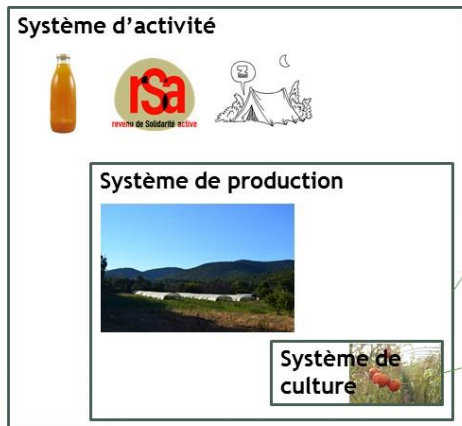 Système d'activité
rSa
revenu de Solidarité active
z
Système de production
Système de
culture